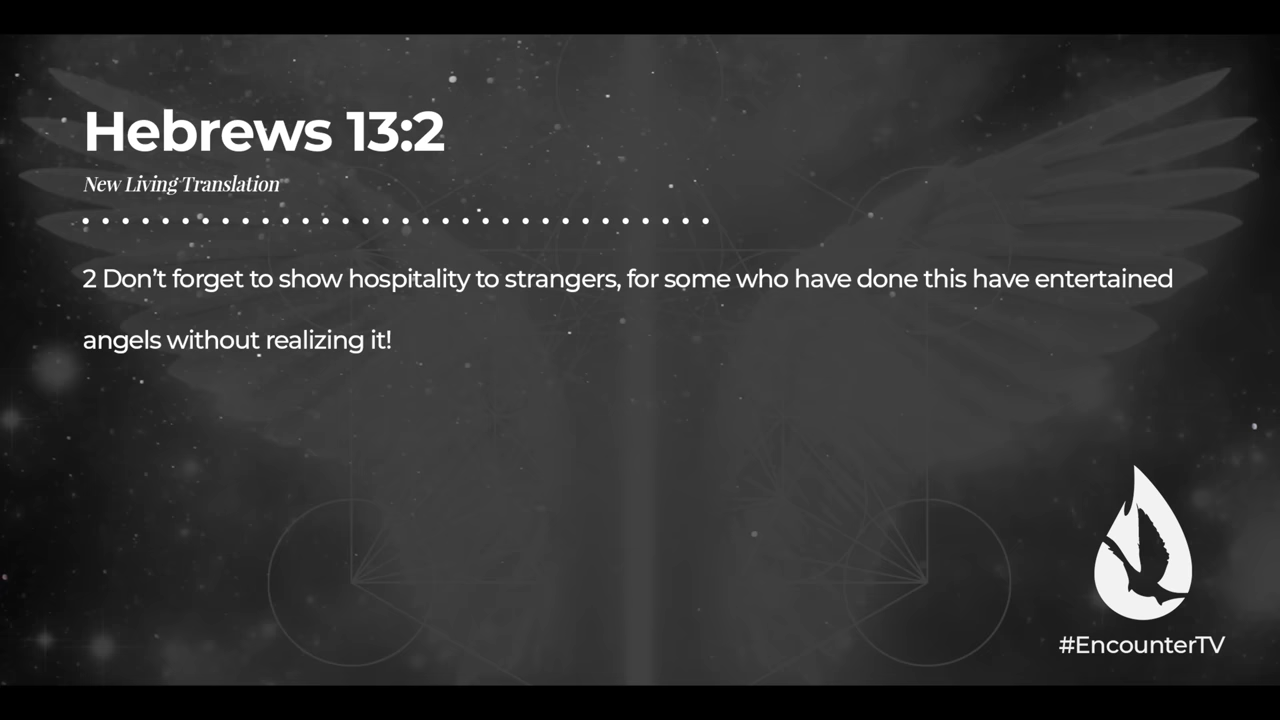 Hebrews 13:2
New Living Translation
2 Don’t forget to show hospitality to strangers, for some who have done this have entertained
angels without realizing it!
#EncounterTV